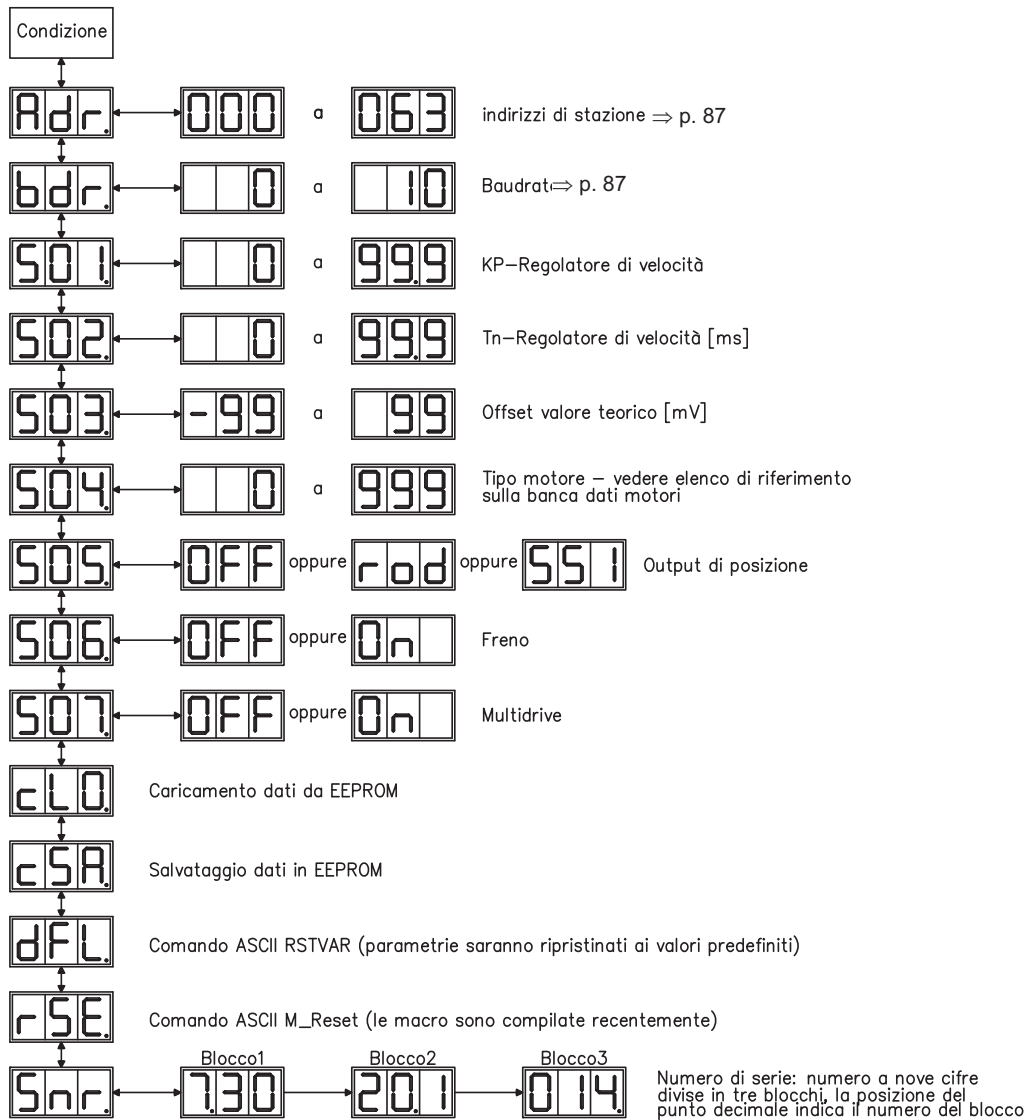 Condizione
Adr. 000 a 063 indirizzi di stazione ⇒ p. 87
bdr. 0 a 10 Baudrat ⇒ p. 87
S01. 0 a 99.9 KP–Regolatore di velocità
S02. 0 a 99.9 Tn–Regolatore di velocità [ms]
S03. -99 a 99 Offset valore teorico [mV]
S04. 0 a 999 Tipo motore – vedere elenco di riferimento
sulla banca dati motori
S05. OFF oppure rod oppure SSI Output di posizione
S06. OFF oppure On Freno
S07. OFF oppure On Multidrive
cLO. Caricamento dati da EEPROM
cSA. Salvataggio dati in EEPROM
dFL. Comando ASCII RSTVAR (parametrie saranno ripristinati ai valori predefiniti)
rSE. Comando ASCII M_Reset (le macro sono compilate recentemente)
Blocco1 Blocco2 Blocco3
Snr. 7.30 20.1 014. Numero di serie: numero a nove cifre
divise in tre blocchi, la posizione del
punto decimale indica il numero del blocco